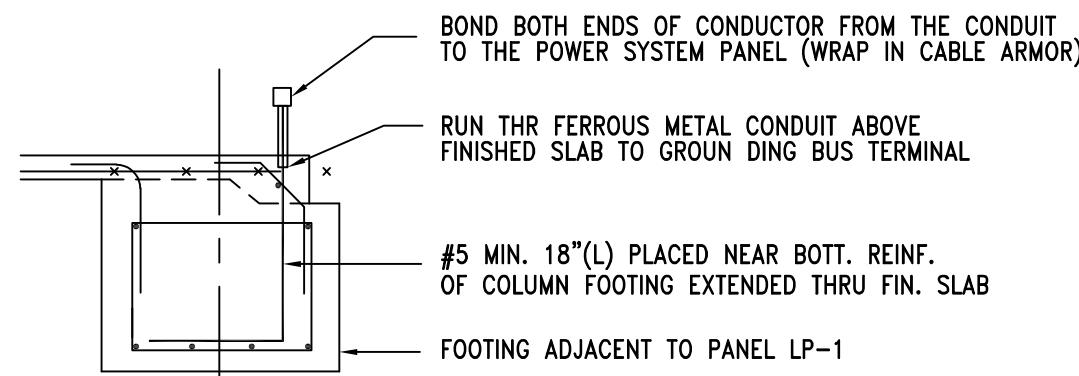 BOND BOTH ENDS OF CONDUCTOR FROM THE CONDUIT
TO THE POWER SYSTEM PANEL (WRAP IN CABLE ARMOR)
RUN THR FERROUS METAL CONDUIT ABOVE
FINISHED SLAB TO GROUN DING BUS TERMINAL
#5 MIN. 18"(L) PLACED NEAR BOTT. REINF.
OF COLUMN FOOTING EXTENDED THRU FIN. SLAB
FOOTING ADJACENT TO PANEL LP-1